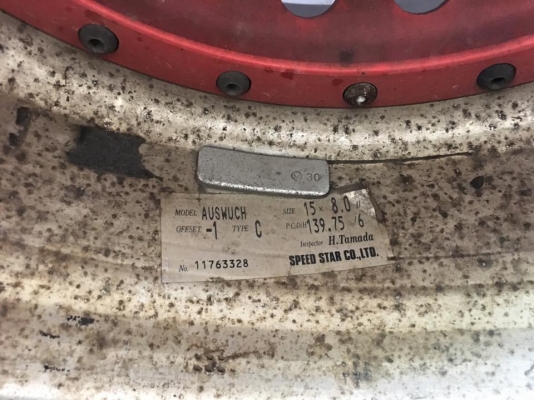 30
MODEL AUSWUCH SIZE 15 × 8.0 "
OFFSET -1 TYPE C P.C.D/H 139.75 /6
Inspector H.Tamada
No. 11763328 SPEED STAR CO.,LTD.